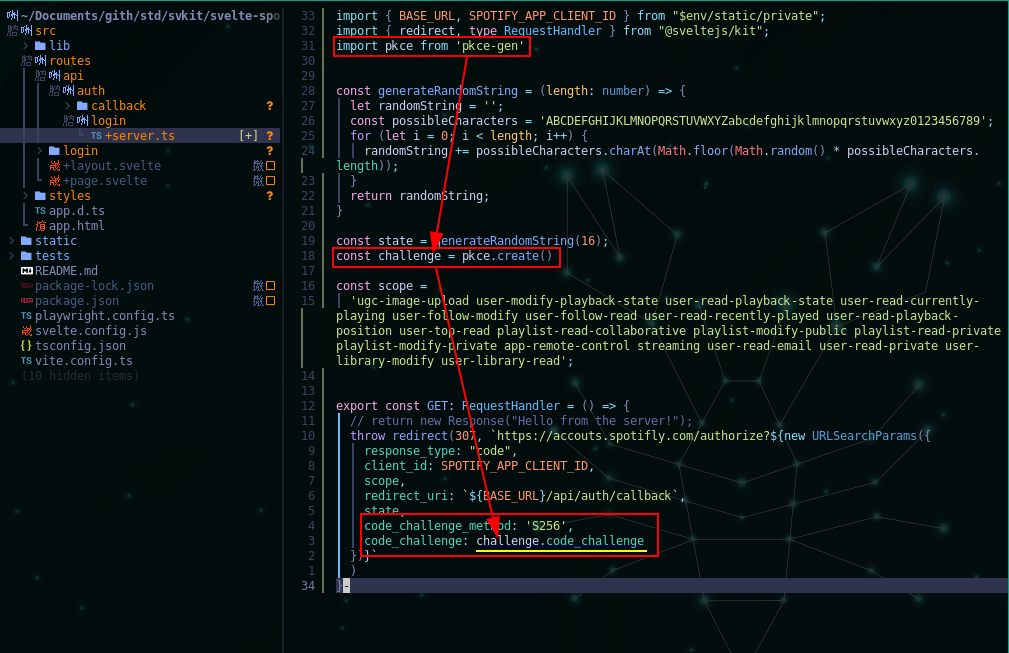 ~/Documents/gith/std/svkit/svelte-spo
src
lib
routes
api
auth
callback ?
login
TS +server.ts [+] ?
login ?
+layout.svelte
+page.svelte
styles ?
TS app.d.ts
app.html
static
tests
README.md
package-lock.json
package.json
playwright.config.ts
svelte.config.js
{} tsconfig.json
TS vite.config.ts
(10 hidden items)
33 import { BASE_URL, SPOTIFY_APP_CLIENT_ID } from "$env/static/private";
32 import { redirect, type RequestHandler } from "@sveltejs/kit";
31 import pkce from 'pkce-gen'
30
29
28 const generateRandomString = (length: number) => {
27 let randomString = '';
26 const possibleCharacters = 'ABCDEFGHIJKLMNOPQRSTUVWXYZabcdefghijklmnopqrstuvwxyz0123456789';
25 for (let i = 0; i < length; i++) {
24 randomString += possibleCharacters.charAt(Math.floor(Math.random() * possibleCharacters.
length));
23 }
22 return randomString;
21 }
20
19 const state = generateRandomString(16);
18 const challenge = pkce.create()
17
16 const scope =
15 'ugc-image-upload user-modify-playback-state user-read-playback-state user-read-currently-
playing user-follow-modify user-follow-read user-read-recently-played user-read-playback-
position user-top-read playlist-read-collaborative playlist-modify-public playlist-read-private
playlist-modify-private app-remote-control streaming user-read-email user-read-private user-
library-modify user-library-read';
14
13
12 export const GET: RequestHandler = () => {
11 // return new Response("Hello from the server!");
10 throw redirect(307, `https://accouts.spotifly.com/authorize?${new URLSearchParams({
9 response_type: "code",
8 client_id: SPOTIFY_APP_CLIENT_ID,
7 scope,
6 redirect_uri: `${BASE_URL}/api/auth/callback`,
5 state,
4 code_challenge_method: 'S256',
3 code_challenge: challenge.code_challenge
2 })}`
1 )
34 }-